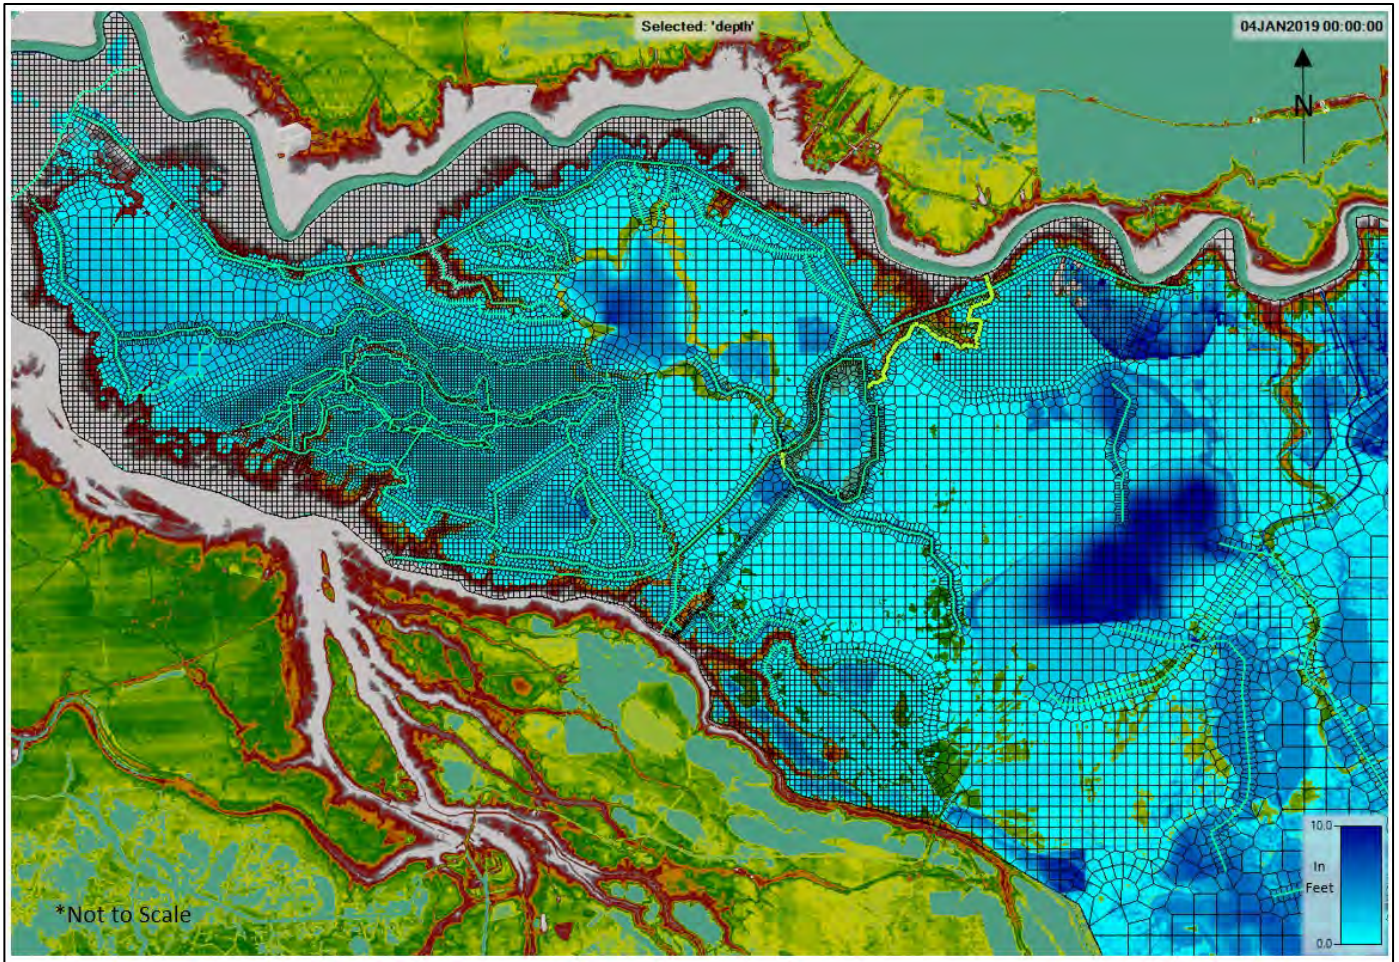 Selected: 'depth'
04JAN2019 00:00:00
N
10.0
In
Feet
0.0
*Not to Scale